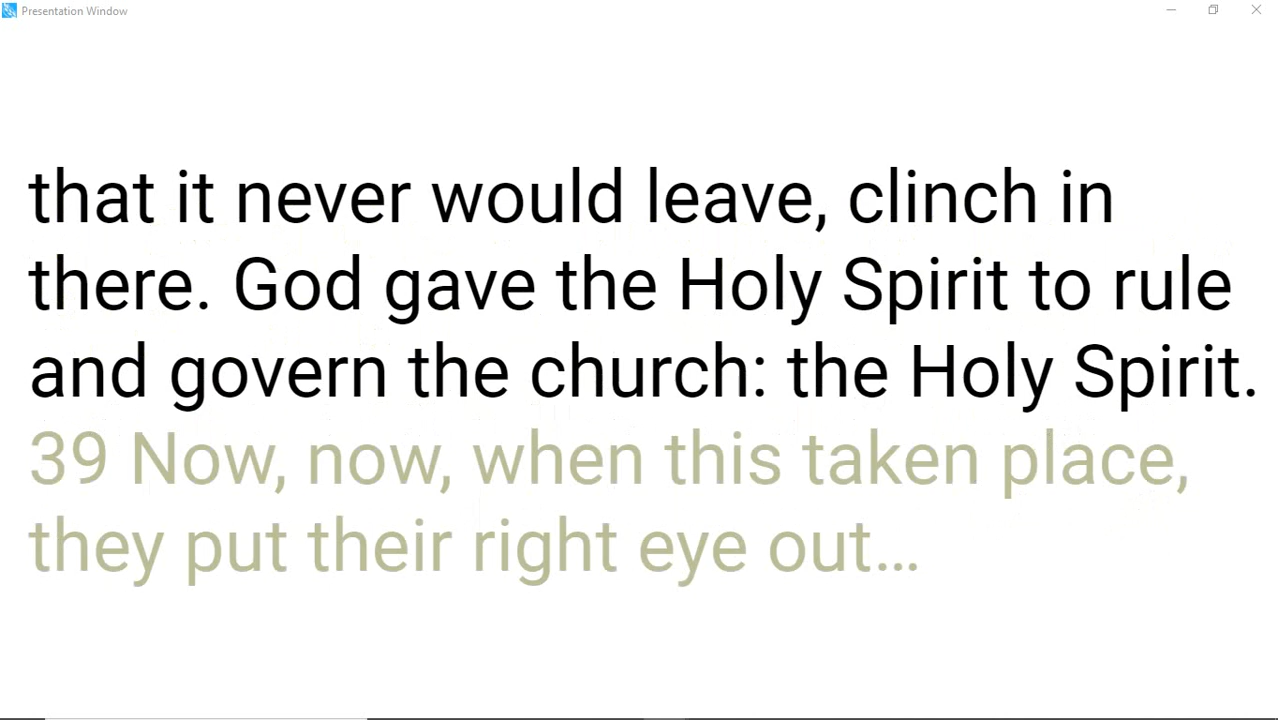 Presentation Window
that it never would leave, clinch in
there. God gave the Holy Spirit to rule
and govern the church: the Holy Spirit.
39 Now, now, when this taken place,
they put their right eye out…